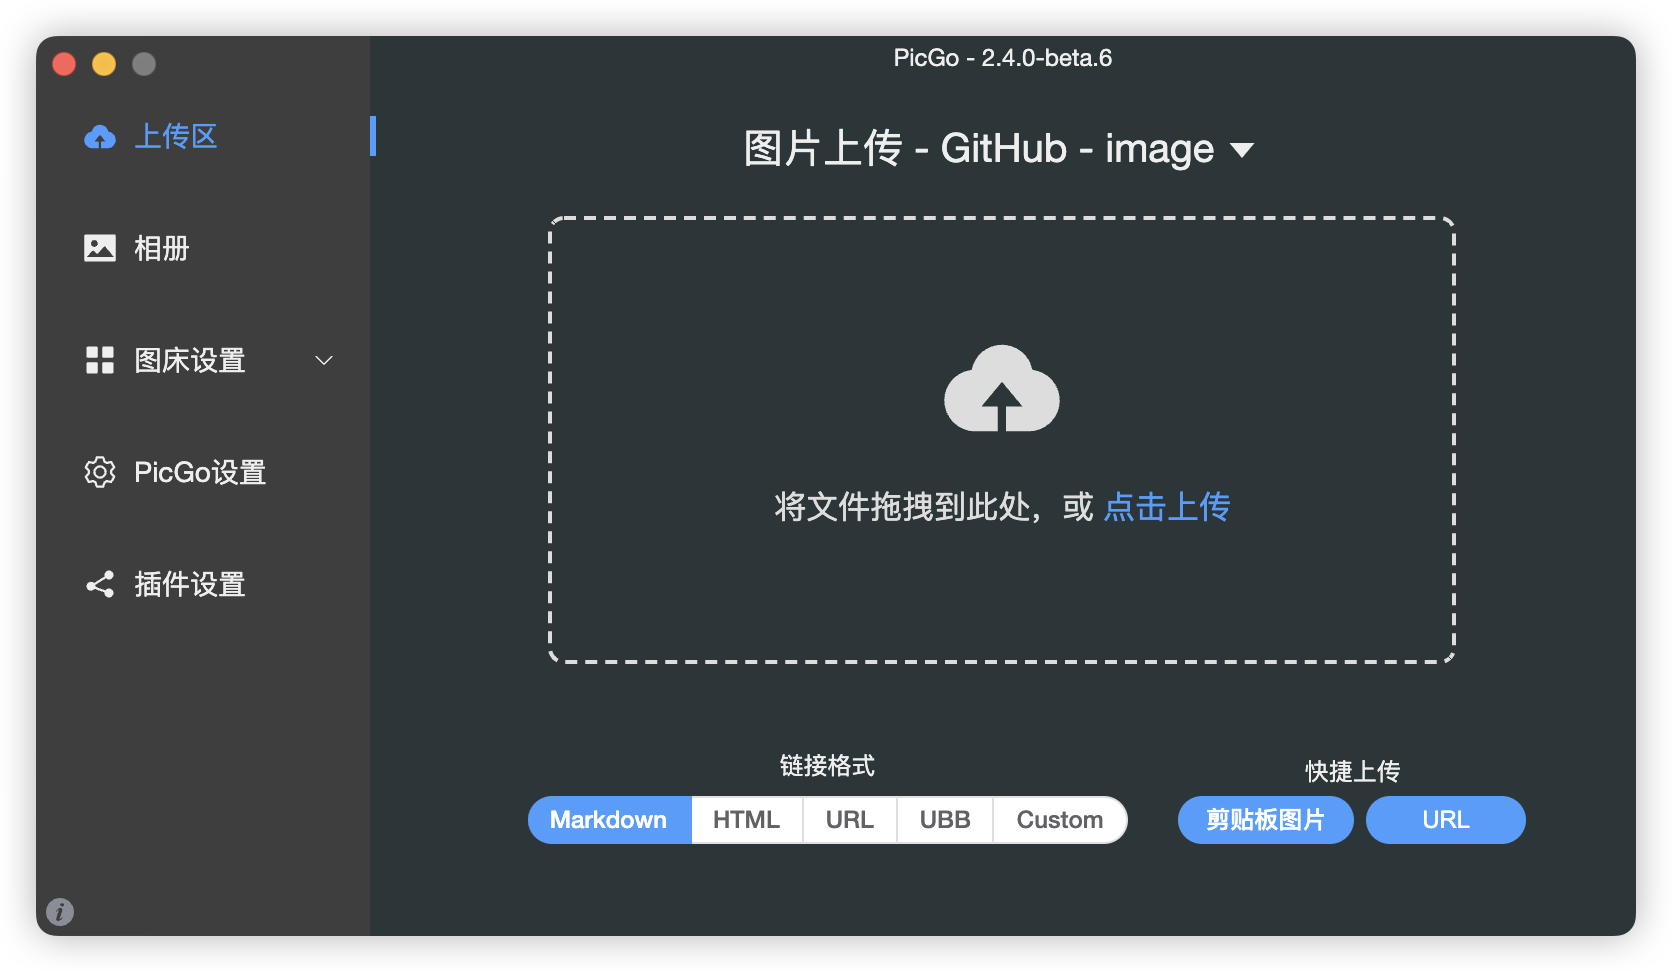 PicGo - 2.4.0-beta.6
上传区
相册
图床设置
PicGo设置
插件设置
图片上传 - GitHub - image
将文件拖拽到此处，或 点击上传
链接格式
Markdown HTML URL UBB Custom
快捷上传
剪贴板图片 URL
i